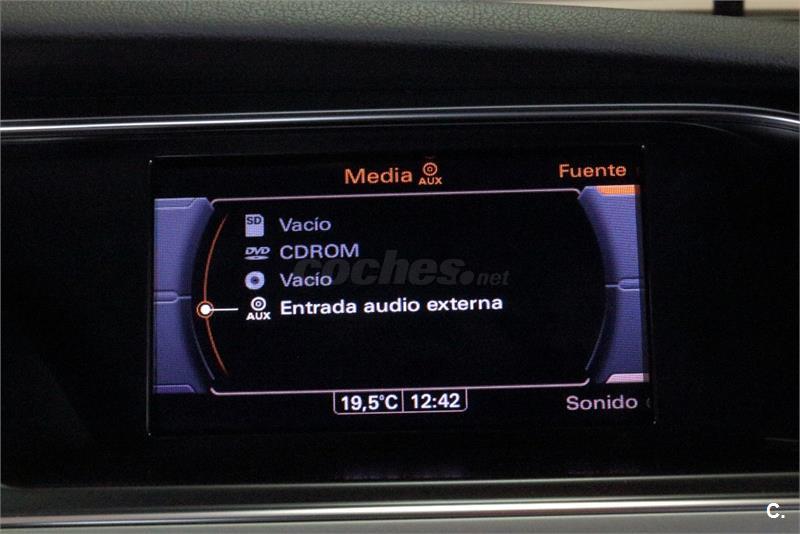 Media AUX
Fuente
SD Vacío
DVD CDROM
Vacío
AUX Entrada audio externa
coches.net
19,5°C 12:42
Sonido
C.